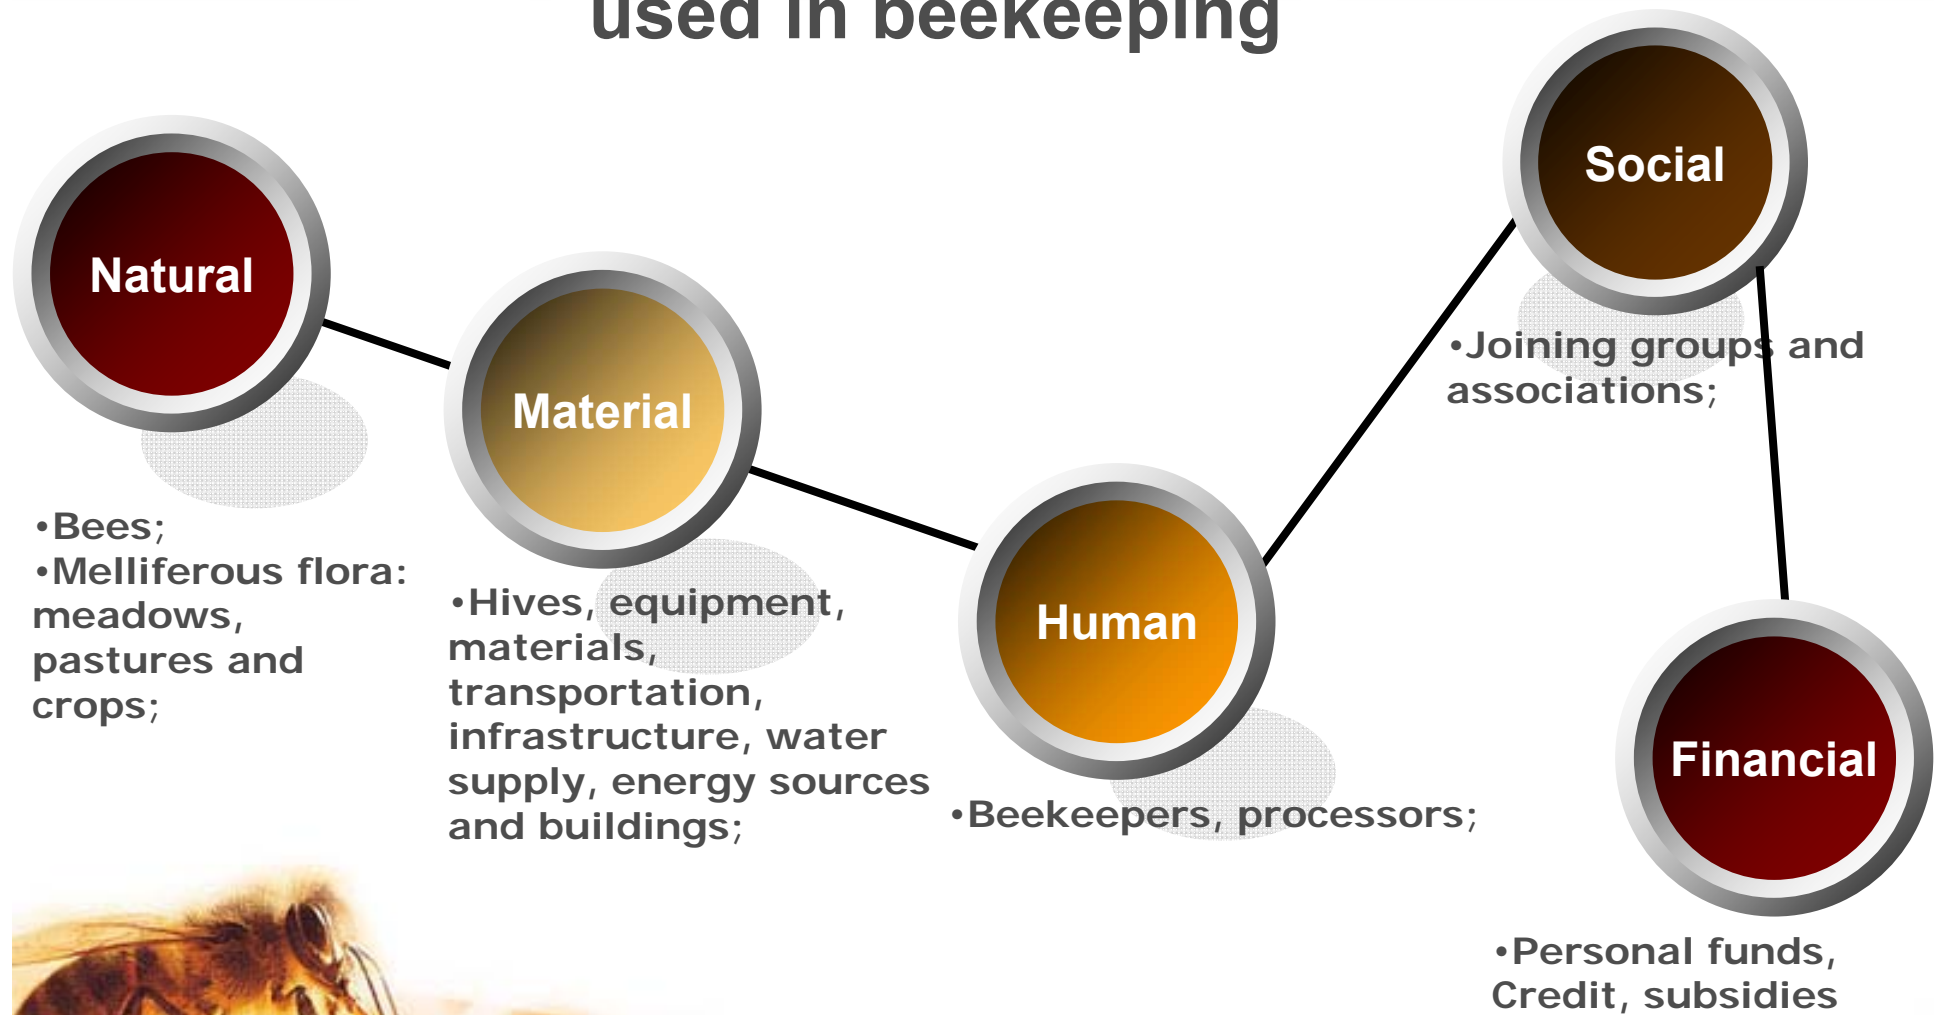 used in beekeeping
Natural
•Bees;
•Melliferous flora:
meadows,
pastures and
crops;
Material
•Hives, equipment,
materials,
transportation,
infrastructure, water
supply, energy sources
and buildings;
Human
•Beekeepers, processors;
Social
•Joining groups and
associations;
Financial
•Personal funds,
Credit, subsidies